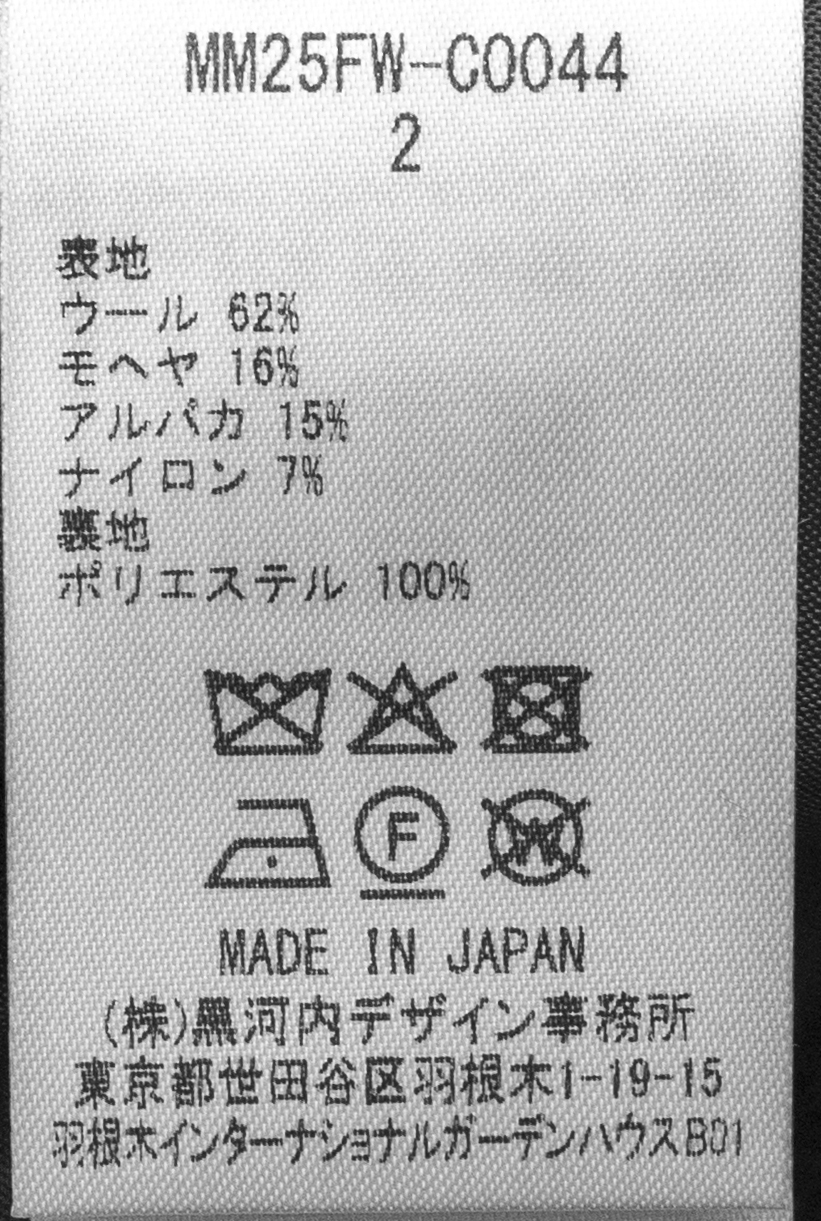 MM25FW-CO044
2
表地
ウール 62%
モヘヤ 16%
アルパカ 15%
ナイロン 7%
裏地
ポリエステル 100%
F
W
MADE IN JAPAN
(株)黒河内デザイン事務所
東京都世田谷区羽根木1-19-15
羽根木インターナショナルガーデンハウスB01